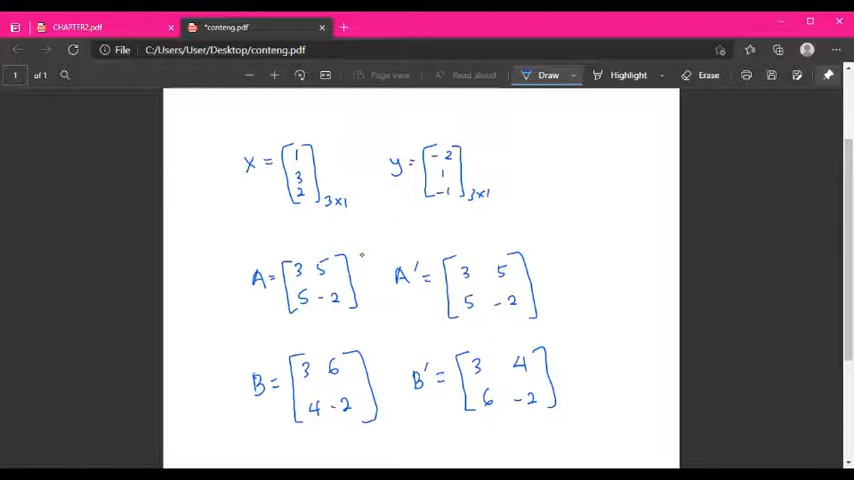 CHAPTER2.pdf
*conteng.pdf
File C:/Users/User/Desktop/conteng.pdf
1 of 1 Page view Read aloud Draw Highlight Erase
x = [1 3 2] 3x1 y = [-2 1 -1] 3x1
A = [3 5 5 -2] A' = [3 5 5 -2]
B = [3 6 4 -2] B' = [3 4 6 -2]